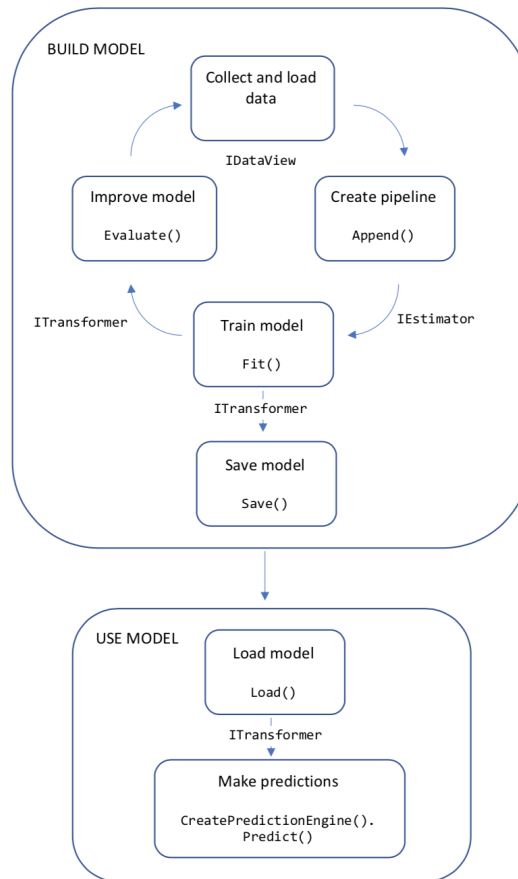 BUILD MODEL
Collect and load
data
IDataView
Improve model
Evaluate()
Create pipeline
Append()
ITransformer
IEstimator
Train model
Fit()
ITransformer
Save model
Save()
USE MODEL
Load model
Load()
ITransformer
Make predictions
CreatePredictionEngine().
Predict()